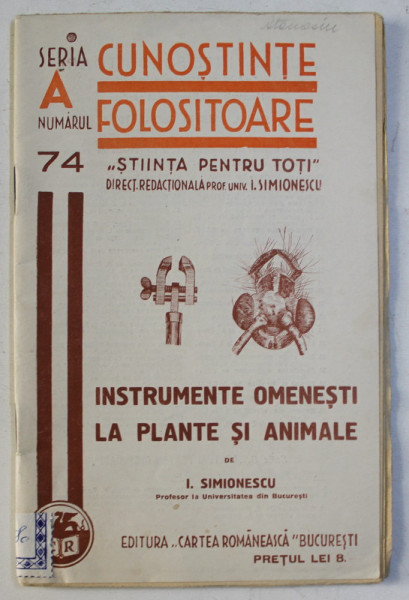 Atanasiu
SERIA
A
NUMĂRUL
74
CUNOȘTINȚE
FOLOSITOARE
„ȘTIINȚA PENTRU TOȚI"
DIRECT. REDACȚIONALĂ PROF. UNIV. I. SIMIONESCU
INSTRUMENTE OMENEȘTI
LA PLANTE ȘI ANIMALE
DE
I. SIMIONESCU
Profesor la Universitatea din București
R
EDITURA „CARTEA ROMÂNEASCĂ" BUCUREȘTI
PREȚUL LEI 8.